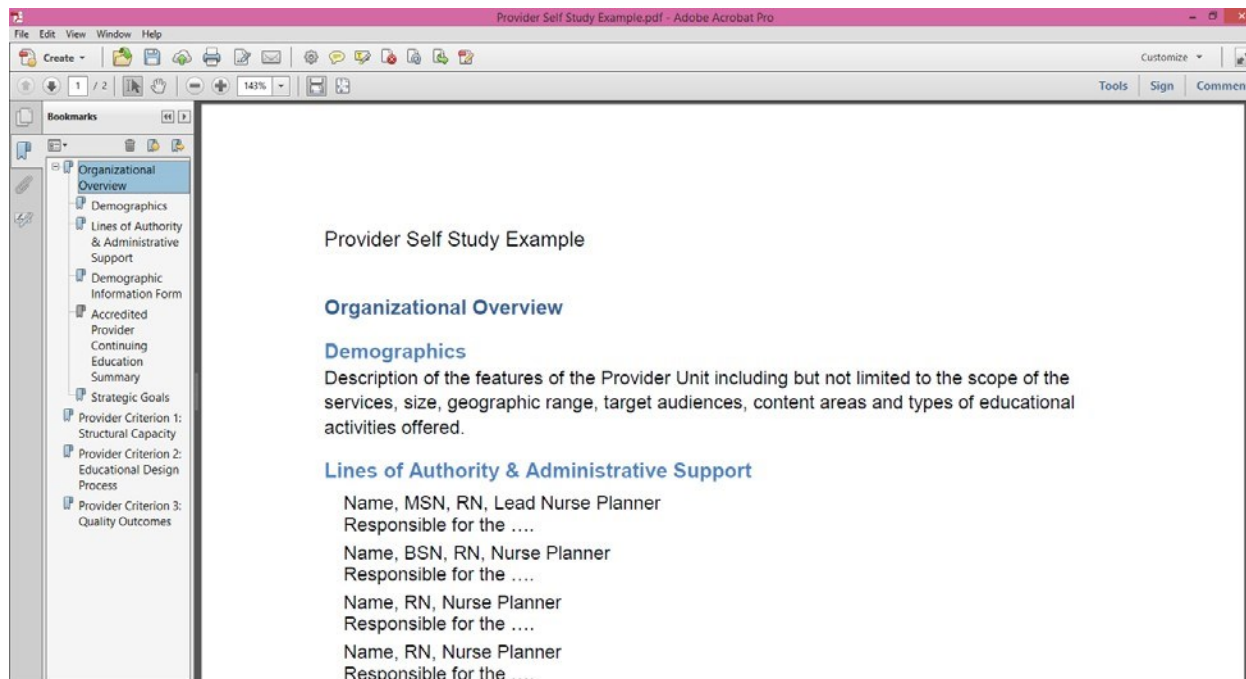 Provider Self Study Example.pdf - Adobe Acrobat Pro
File Edit View Window Help
Create
Customize
1 / 2
143%
Tools Sign Commen
Bookmarks
Organizational
Overview
Demographics
Lines of Authority
& Administrative
Support
Demographic
Information Form
Accredited
Provider
Continuing
Education
Summary
Strategic Goals
Provider Criterion 1:
Structural Capacity
Provider Criterion 2:
Educational Design
Process
Provider Criterion 3:
Quality Outcomes
Provider Self Study Example
Organizational Overview
Demographics
Description of the features of the Provider Unit including but not limited to the scope of the
services, size, geographic range, target audiences, content areas and types of educational
activities offered.
Lines of Authority & Administrative Support
Name, MSN, RN, Lead Nurse Planner
Responsible for the ….
Name, BSN, RN, Nurse Planner
Responsible for the ….
Name, RN, Nurse Planner
Responsible for the ….
Name, RN, Nurse Planner
Responsible for the ….